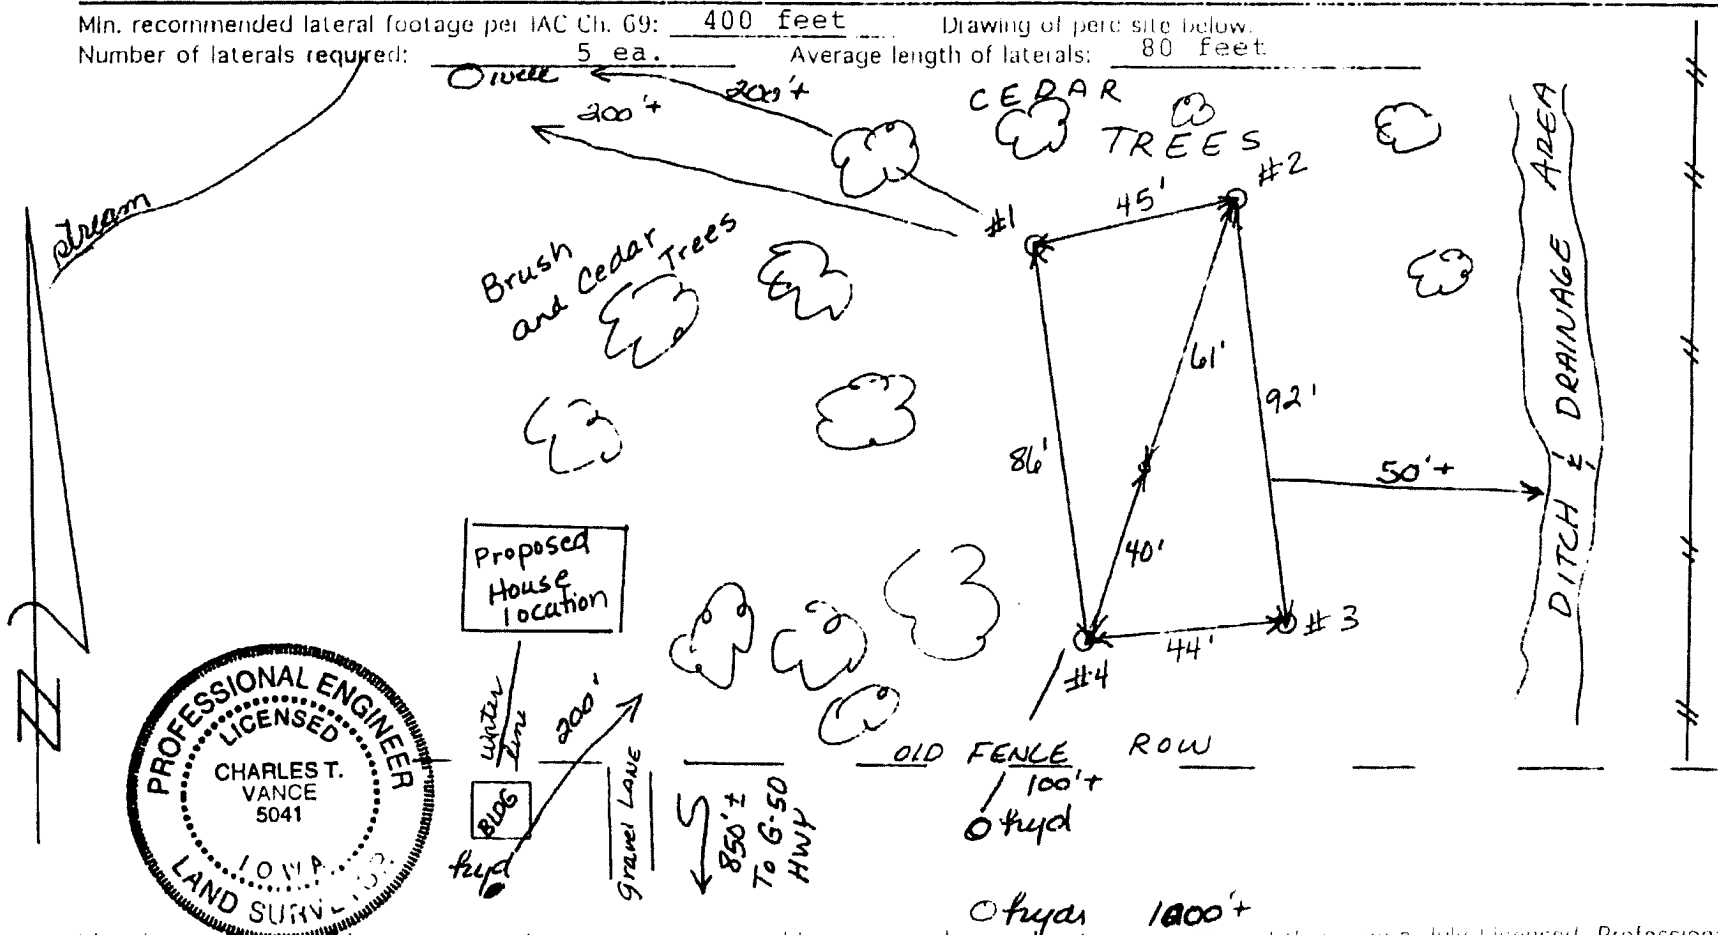 Min. recommended lateral footage per IAC Ch. 69: 400 feet Drawing of perc site below.
Number of laterals required: 5 ea. Average length of laterals: 80 feet
well
200'+
200'+
CEDAR
TREES
stream
Brush
and Cedar
Trees
#1
45'
#2
61'
92'
86'
40'
50'+
DITCH & DRAINAGE AREA
Proposed
House
location
#4
44'
#3
N
water
line
200'
OLD FENCE ROW
BLDG
hyd
Gravel LANE
850'±
To G-50
HWY
100'+
hyd
PROFESSIONAL ENGINEER
LICENSED
CHARLES T.
VANCE
5041
IOWA
LAND SURVEYOR